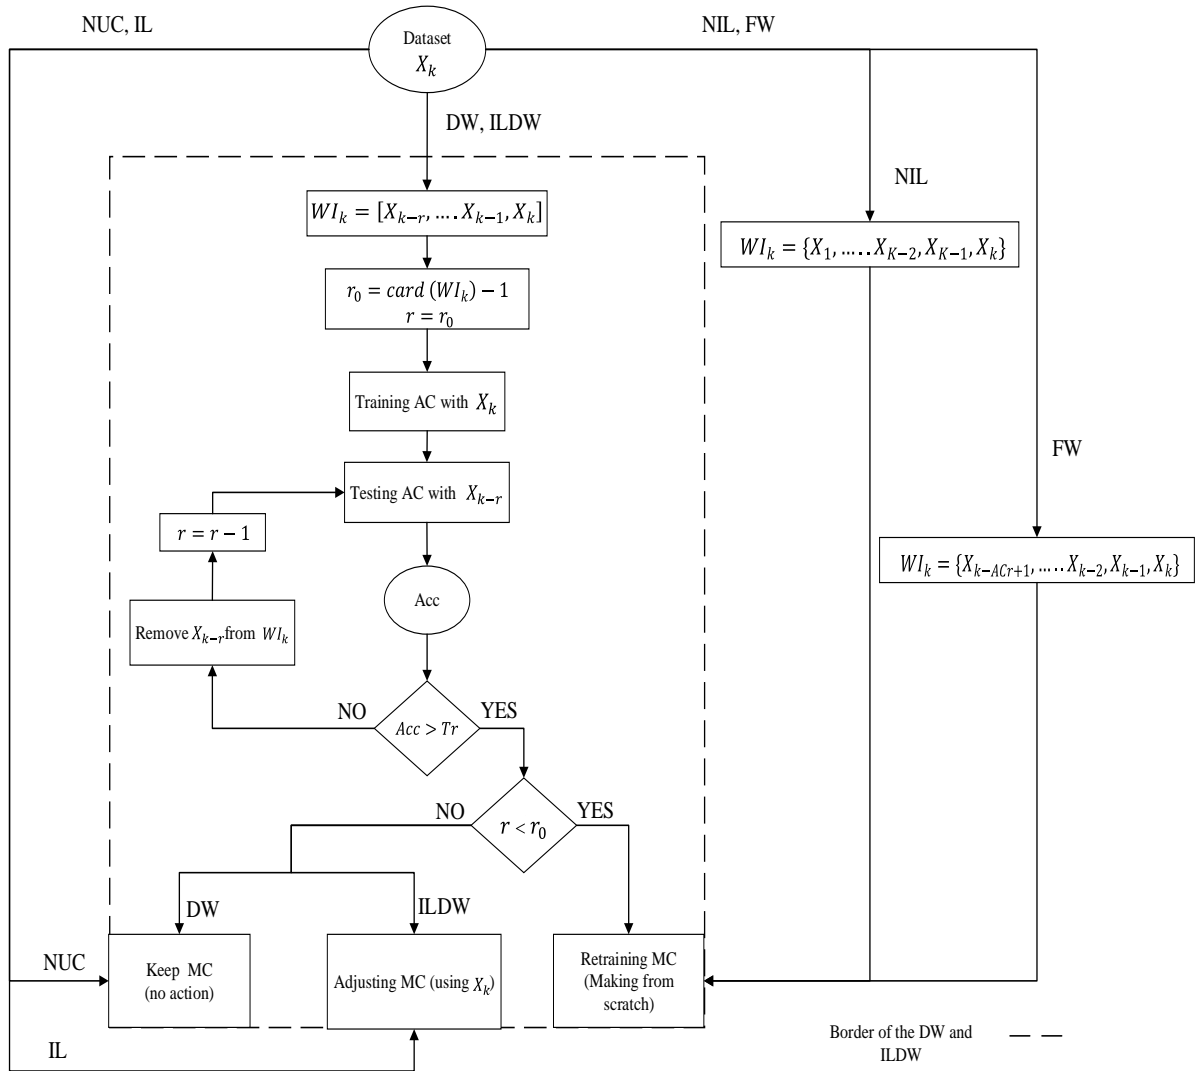 NUC, IL
Dataset
X_k
NIL, FW
DW, ILDW
WI_k = [X_{k−r}, .... X_{k−1}, X_k]
NIL
WI_k = {X_1, ..... X_{K−2}, X_{K−1}, X_k}
r_0 = card (WI_k) − 1
r = r_0
Training AC with X_k
FW
Testing AC with X_{k−r}
r = r − 1
WI_k = {X_{k−ACr+1}, ..... X_{k−2}, X_{k−1}, X_k}
Acc
Remove X_{k−r} from WI_k
NO
YES
Acc > Tr
NO
YES
r < r_0
DW
ILDW
NUC
Keep MC
(no action)
Adjusting MC (using X_k)
Retraining MC
(Making from
scratch)
IL
Border of the DW and
ILDW